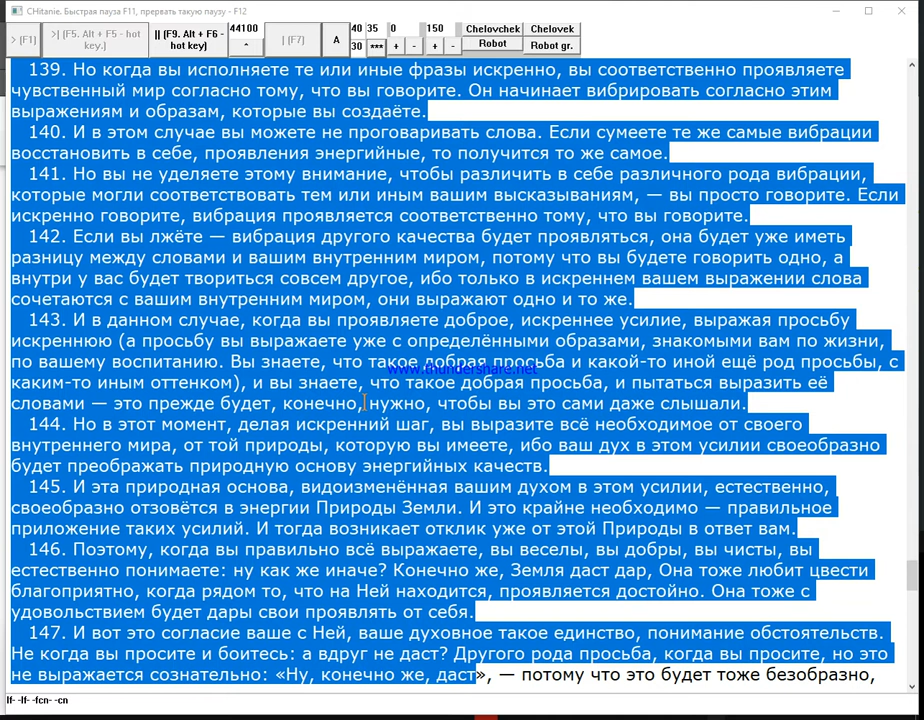 CHitanie. Быстрая пауза F11, прервать такую паузу - F12
> (F1)
>| (F5. Alt + F5 - hot key.)
|| (F9. Alt + F6 - hot key)
44100
^
| (F7)
A
40 35 0 150
30 *** + - + -
Chelovchek Chelovek
Robot Robot gr.
139. Но когда вы исполняете те или иные фразы искренно, вы соответственно проявляете
чувственный мир согласно тому, что вы говорите. Он начинает вибрировать согласно этим
выражениям и образам, которые вы создаёте.
140. И в этом случае вы можете не проговаривать слова. Если сумеете те же самые вибрации
восстановить в себе, проявления энергийные, то получится то же самое.
141. Но вы не уделяете этому внимание, чтобы различить в себе различного рода вибрации,
которые могли соответствовать тем или иным вашим высказываниям, — вы просто говорите. Если
искренно говорите, вибрация проявляется соответственно тому, что вы говорите.
142. Если вы лжёте — вибрация другого качества будет проявляться, она будет уже иметь
разницу между словами и вашим внутренним миром, потому что вы будете говорить одно, а
внутри у вас будет твориться совсем другое, ибо только в искреннем вашем выражении слова
сочетаются с вашим внутренним миром, они выражают одно и то же.
143. И в данном случае, когда вы проявляете доброе, искреннее усилие, выражая просьбу
искреннюю (а просьбу вы выражаете уже с определёнными образами, знакомыми вам по жизни,
по вашему воспитанию. Вы знаете, что такое добрая просьба и какой-то иной ещё род просьбы, с
www.thundershare.net
каким-то иным оттенком), и вы знаете, что такое добрая просьба, и пытаться выразить её
словами — это прежде будет, конечно, нужно, чтобы вы это сами даже слышали.
144. Но в этот момент, делая искренний шаг, вы выразите всё необходимое от своего
внутреннего мира, от той природы, которую вы имеете, ибо ваш дух в этом усилии своеобразно
будет преображать природную основу энергийных качеств.
145. И эта природная основа, видоизменённая вашим духом в этом усилии, естественно,
своеобразно отзовётся в энергии Природы Земли. И это крайне необходимо — правильное
приложение таких усилий. И тогда возникает отклик уже от этой Природы в ответ вам.
146. Поэтому, когда вы правильно всё выражаете, вы веселы, вы добры, вы чисты, вы
естественно понимаете: ну как же иначе? Конечно же, Земля даст дар, Она тоже любит цвести
благоприятно, когда рядом то, что на Ней находится, проявляется достойно. Она тоже с
удовольствием будет дары свои проявлять от себя.
147. И вот это согласие ваше с Ней, ваше духовное такое единство, понимание обстоятельств.
Не когда вы просите и боитесь: а вдруг не даст? Другого рода просьба, когда вы просите, но это
не выражается сознательно: «Ну, конечно же, даст», — потому что это будет тоже безобразно,
lf- -lf- -fcn- -cn